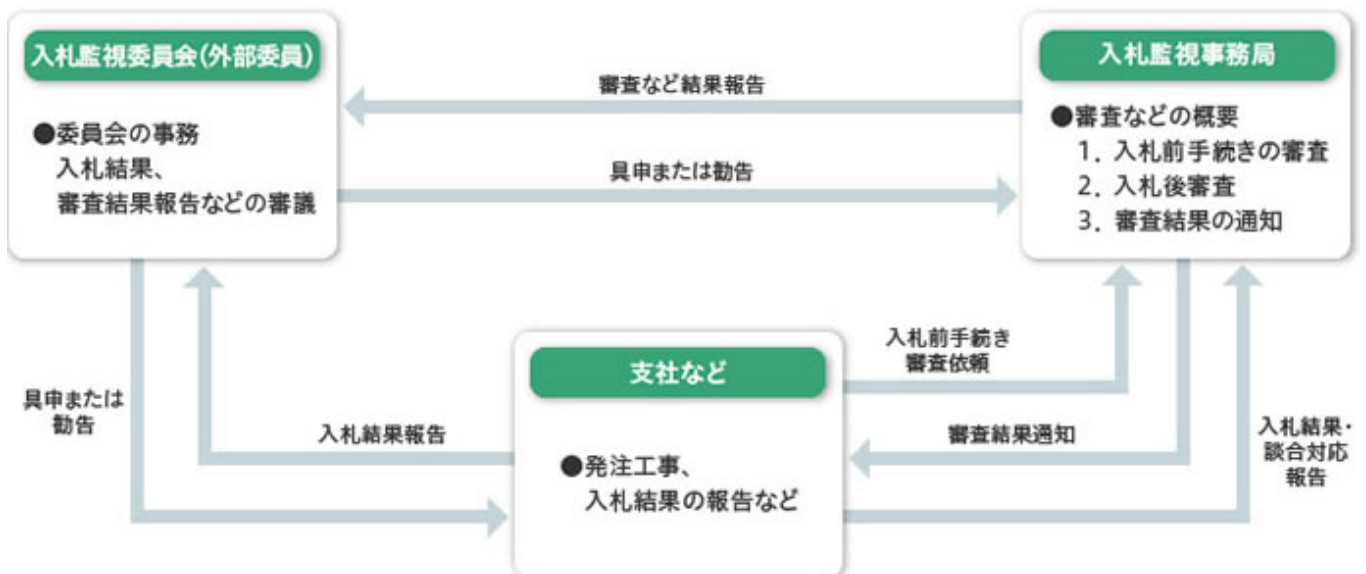 入札監視委員会(外部委員)
●委員会の事務
入札結果、
審査結果報告などの審議
審査など結果報告
具申または勧告
入札監視事務局
●審査などの概要
1. 入札前手続きの審査
2. 入札後審査
3. 審査結果の通知
具申または
勧告
入札結果報告
支社など
●発注工事、
入札結果の報告など
入札前手続き
審査依頼
審査結果通知
入札結果・
談合対応
報告